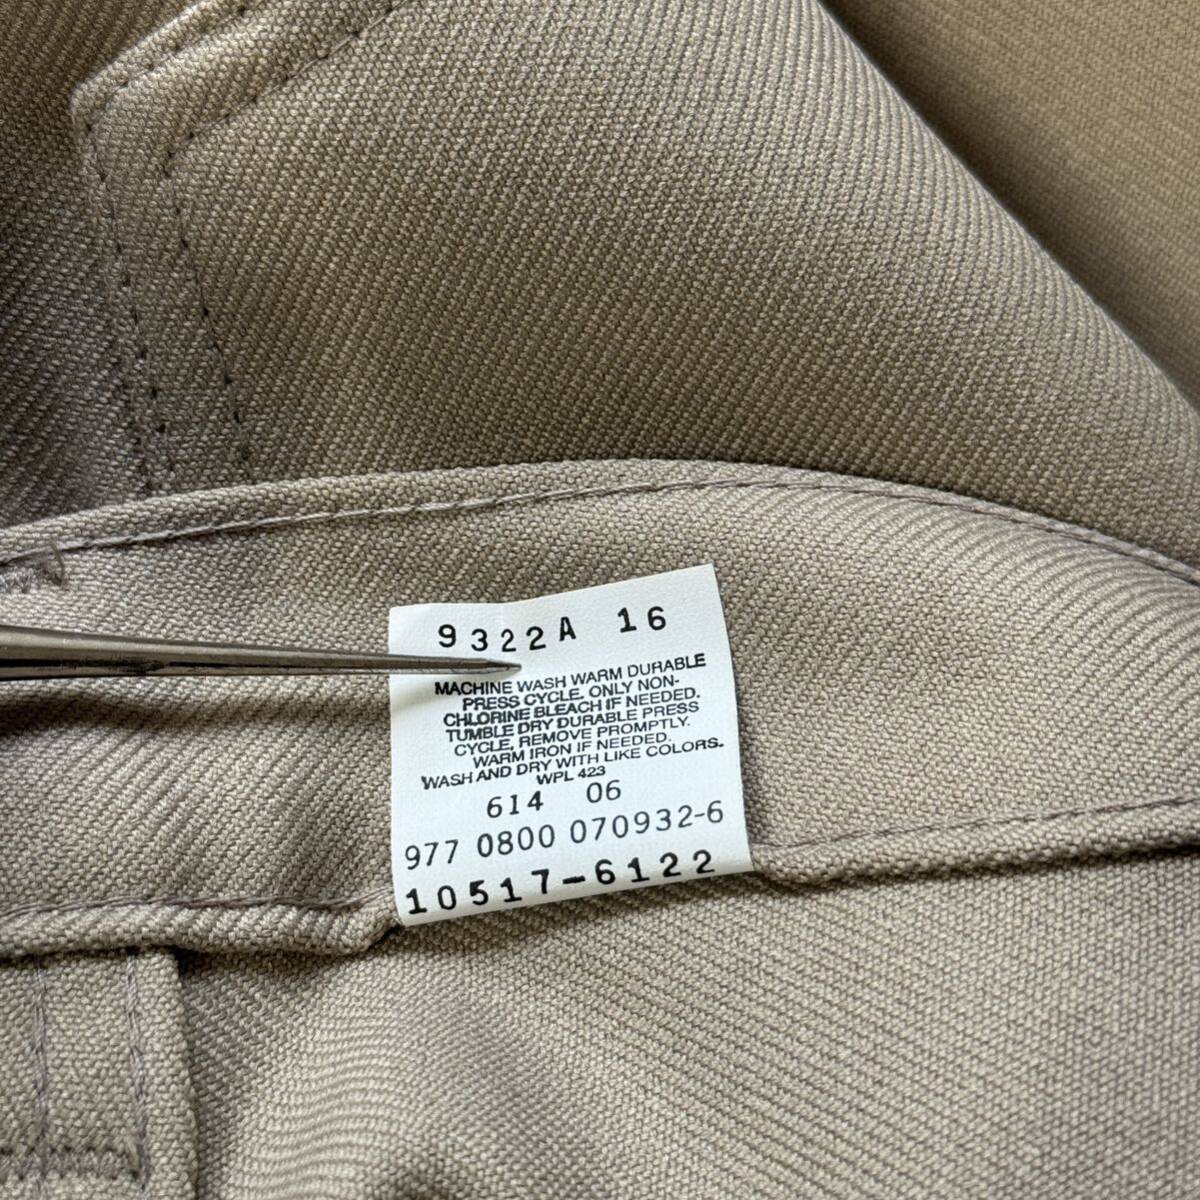 9322A 16
MACHINE WASH WARM DURABLE
PRESS CYCLE. ONLY NON-
CHLORINE BLEACH IF NEEDED.
TUMBLE DRY DURABLE PRESS
CYCLE, REMOVE PROMPTLY.
WARM IRON IF NEEDED.
WASH AND DRY WITH LIKE COLORS.
WPL 423
614 06
977 0800 070932-6
10517-6122